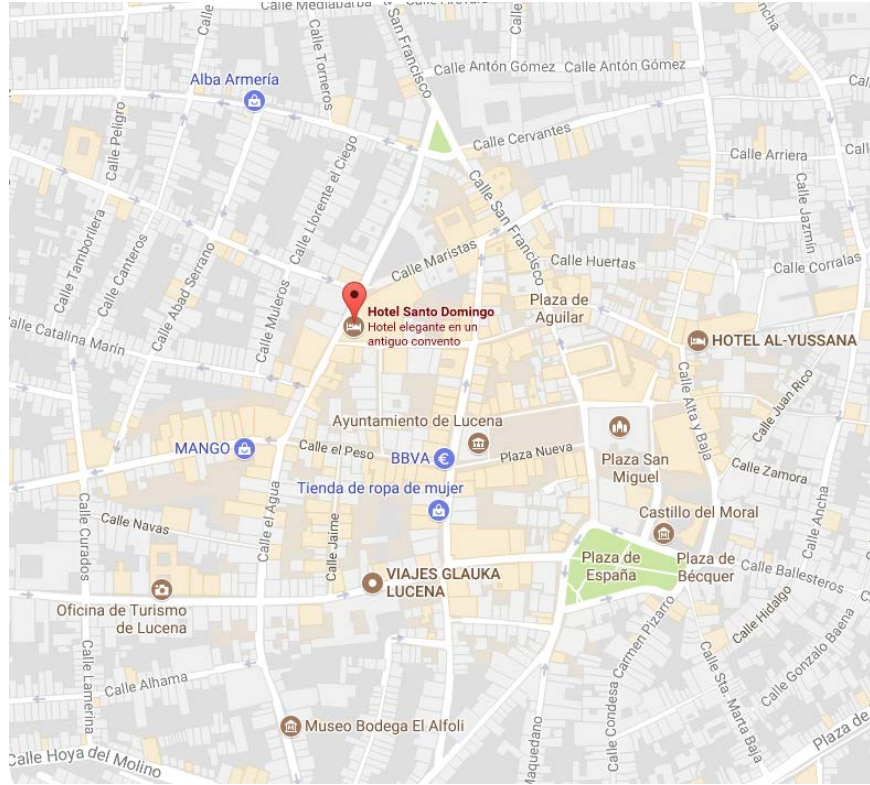 Calle Mediabarba
San Francisco
Calle
Calle Torneros
Calle Antón Gómez
Calle Antón Gómez
Ancha
Alba Armería
Calle Peligro
Calle Cervantes
Calle Arriera
Calle Llorente el Ciego
Calle San Francisco
Calle Jazmín
Calle Tamborilera
Calle Canteros
Calle Abad Serrano
Calle Muleros
Calle Maristas
Calle Huertas
Calle Corralas
Hotel Santo Domingo
Hotel elegante en un
antiguo convento
Plaza de
Aguilar
Calle Catalina Marín
HOTEL AL-YUSSANA
Calle Juan Rico
Calle Alta y Baja
Ayuntamiento de Lucena
MANGO
Calle el Peso
BBVA
Plaza Nueva
Plaza San
Miguel
Calle Zamora
Tienda de ropa de mujer
Calle el Agua
Calle Navas
Calle Jaime
Calle Curados
Castillo del Moral
Calle Ancha
VIAJES GLAUKA
LUCENA
Plaza de
España
Plaza de
Bécquer
Calle Ballesteros
Oficina de Turismo
de Lucena
Calle Hidalgo
Calle Gonzalo Baena
Calle Lamerina
Calle Alhama
Calle Condesa Carmen Pizarro
Calle Sta. Marta Baja
Museo Bodega El Alfoli
Maquedano
Plaza de
Calle Hoya del Molino